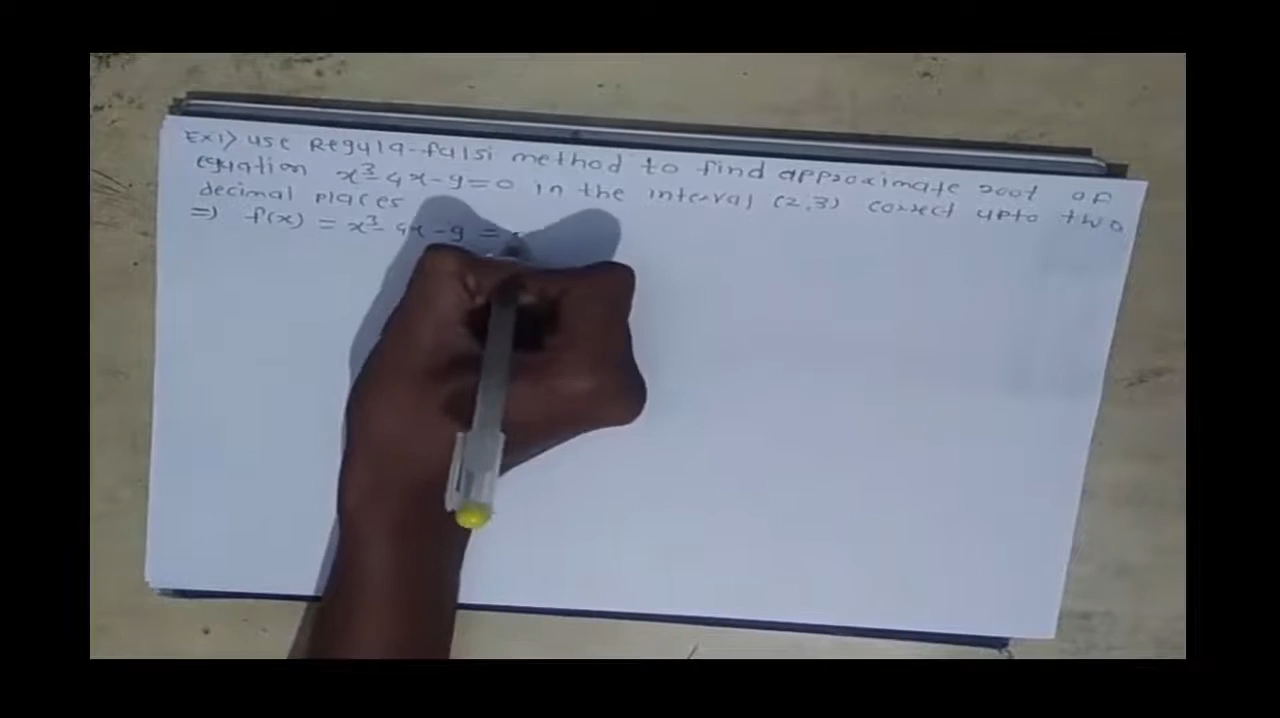 Ex1) use Regula-falsi method to find approximate root of
equation x³-4x-9=0 in the interval (2,3) correct upto two
decimal places
=) f(x) = x³-4x-9 =